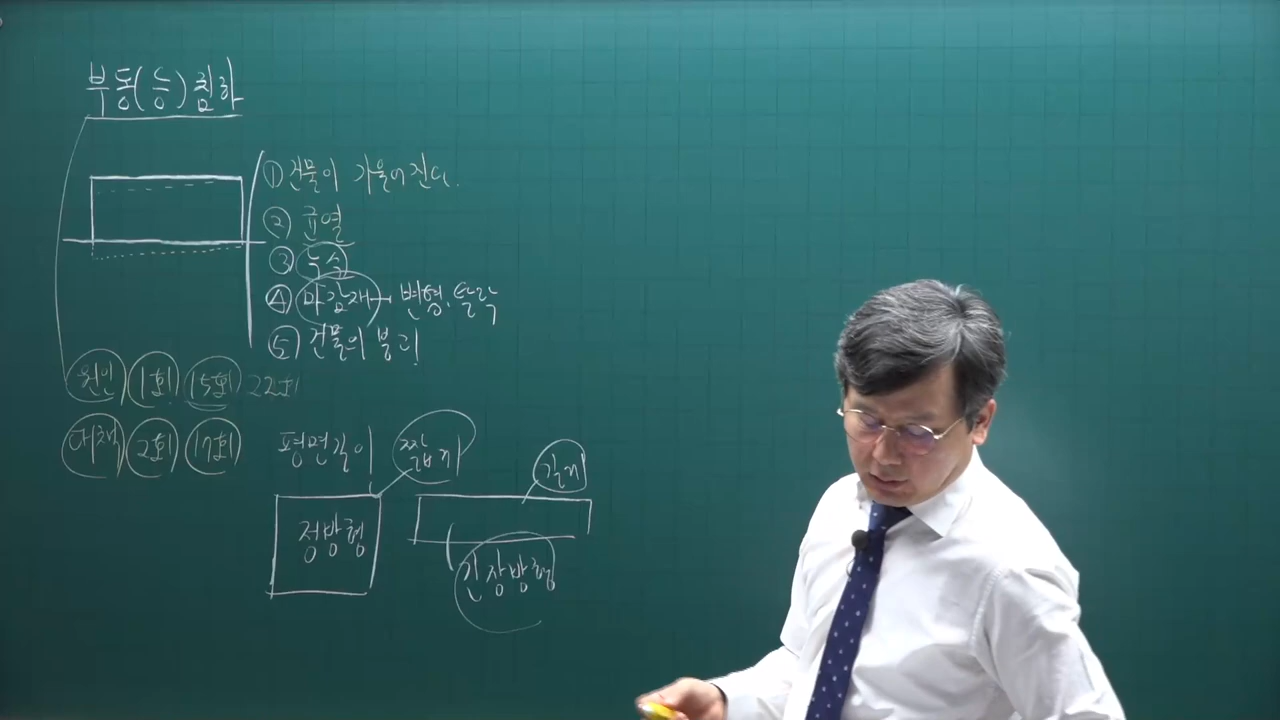 부동(등)침하
① 건물이 기울어진다.
② 균열
③ 누수
④ 마감재 → 변형, 탈락
⑤ 건물의 분리
원인 1회 15회 22회
대책 2회 17회
평면길이 짧게 길게
정방형
긴 장방형